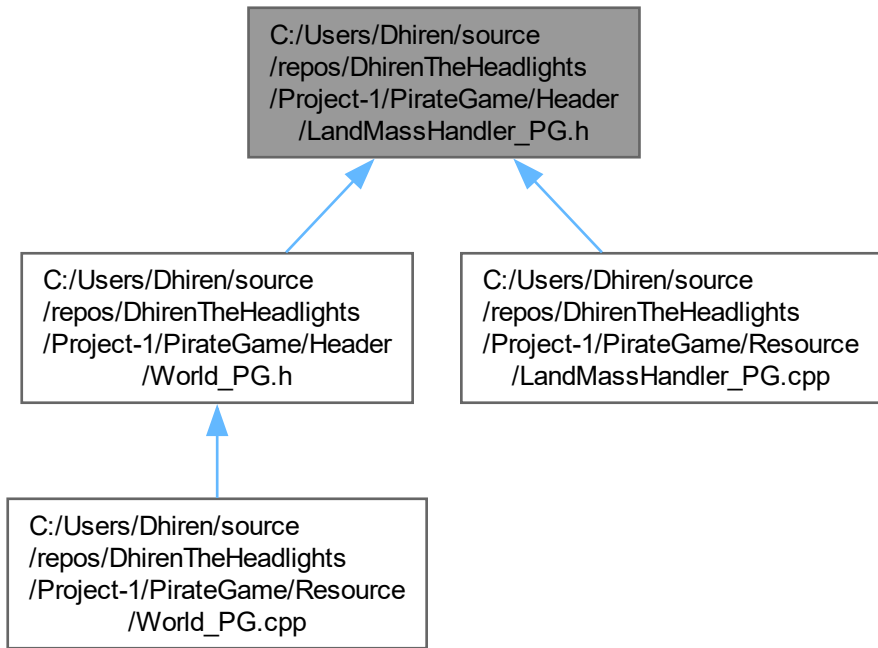 C:/Users/Dhiren/source
/repos/DhirenTheHeadlights
/Project-1/PirateGame/Header
/LandMassHandler_PG.h
C:/Users/Dhiren/source
/repos/DhirenTheHeadlights
/Project-1/PirateGame/Header
/World_PG.h
C:/Users/Dhiren/source
/repos/DhirenTheHeadlights
/Project-1/PirateGame/Resource
/LandMassHandler_PG.cpp
C:/Users/Dhiren/source
/repos/DhirenTheHeadlights
/Project-1/PirateGame/Resource
/World_PG.cpp